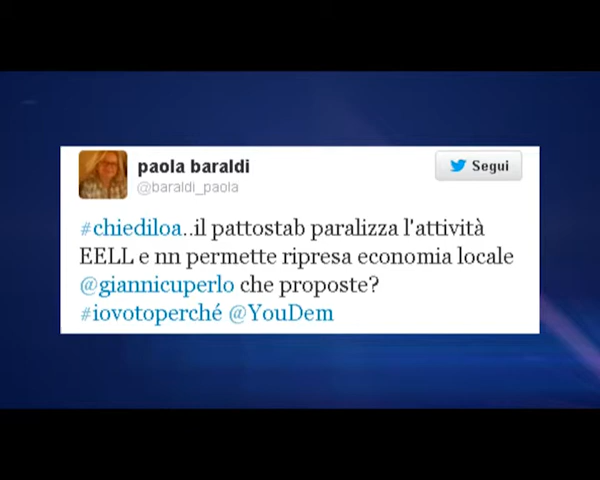 paola baraldi
@baraldi_paola
Segui
#chiediloa..il pattostab paralizza l'attività
EELL e nn permette ripresa economia locale
@giannicuperlo che proposte?
#iovotoperché @YouDem